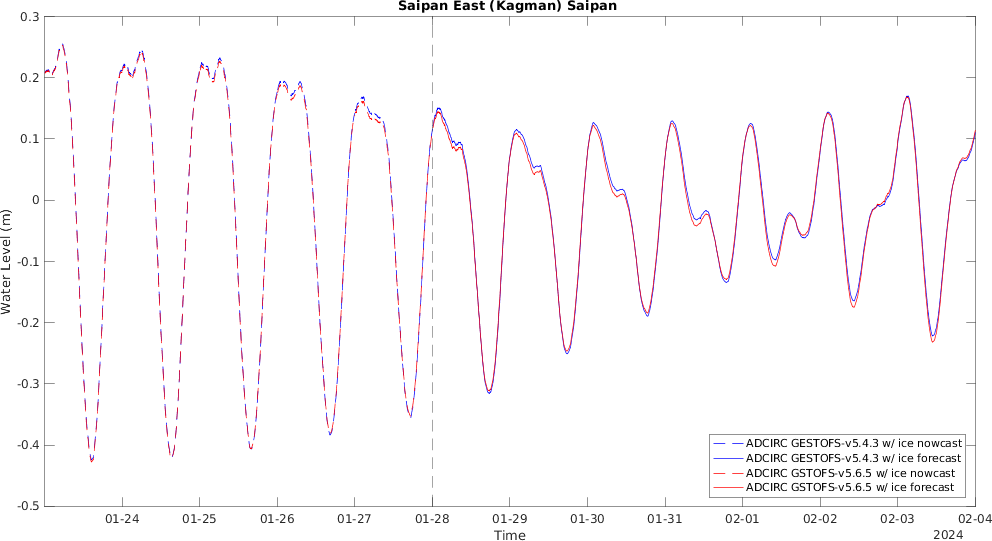 Saipan East (Kagman) Saipan
Water Level (m)
0.3
0.2
0.1
0
-0.1
-0.2
-0.3
-0.4
-0.5
ADCIRC GESTOFS-v5.4.3 w/ ice nowcast
ADCIRC GESTOFS-v5.4.3 w/ ice forecast
ADCIRC GSTOFS-v5.6.5 w/ ice nowcast
ADCIRC GSTOFS-v5.6.5 w/ ice forecast
01-24 01-25 01-26 01-27 01-28 01-29 01-30 01-31 02-01 02-02 02-03 02-04
Time
2024